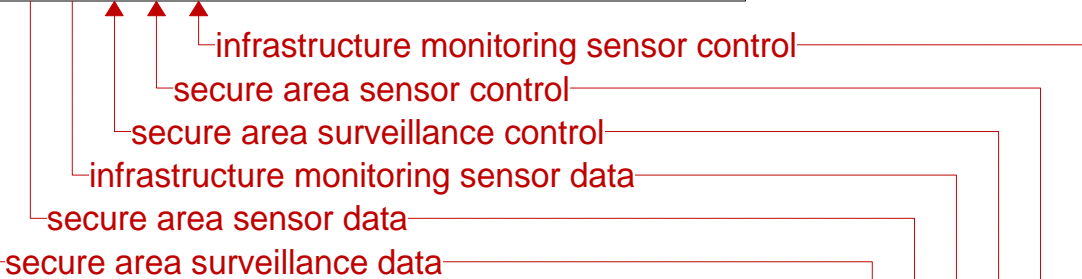 infrastructure monitoring sensor control
secure area sensor control
secure area surveillance control
infrastructure monitoring sensor data
secure area sensor data
secure area surveillance data